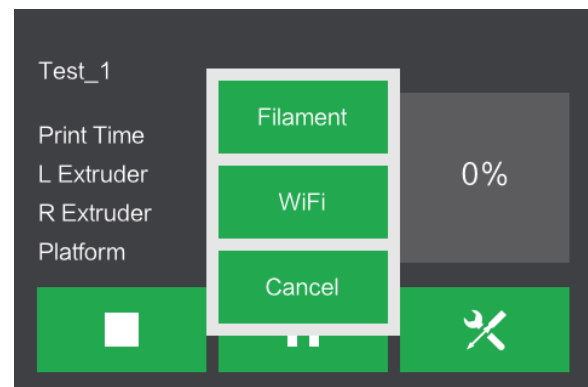 Test_1
Filament
Print Time
L Extruder
0%
WiFi
R Extruder
Platform
Cancel